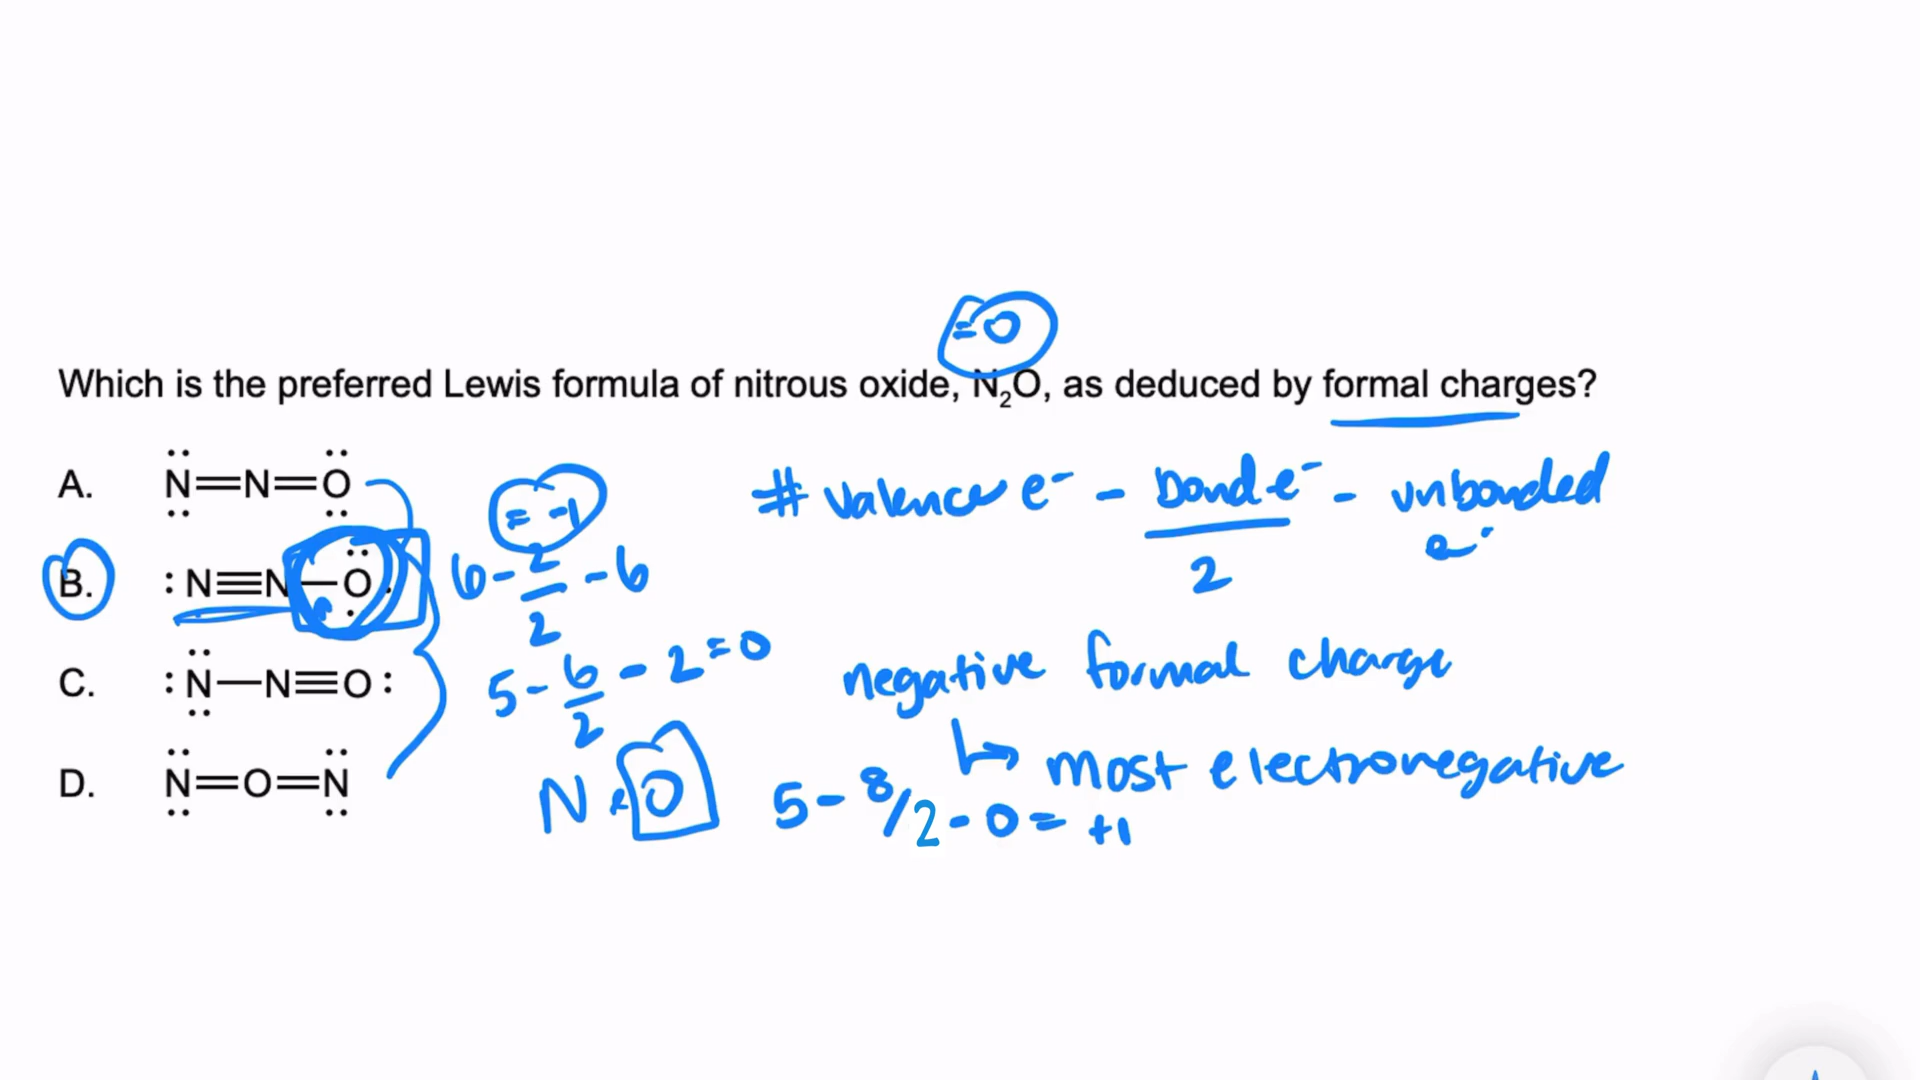 =0
Which is the preferred Lewis formula of nitrous oxide, N₂O, as deduced by formal charges?
A. N=N=O
= -1
# valence e⁻ - bond e⁻ / 2 - unbonded e⁻
B. :N≡N—O:
6 - 2/2 - 6
C. :N—N≡O:
5 - 6/2 - 2 = 0
negative formal charge
↳ most electronegative
D. N=O=N
N < O
5 - 8/2 - 0 = +1